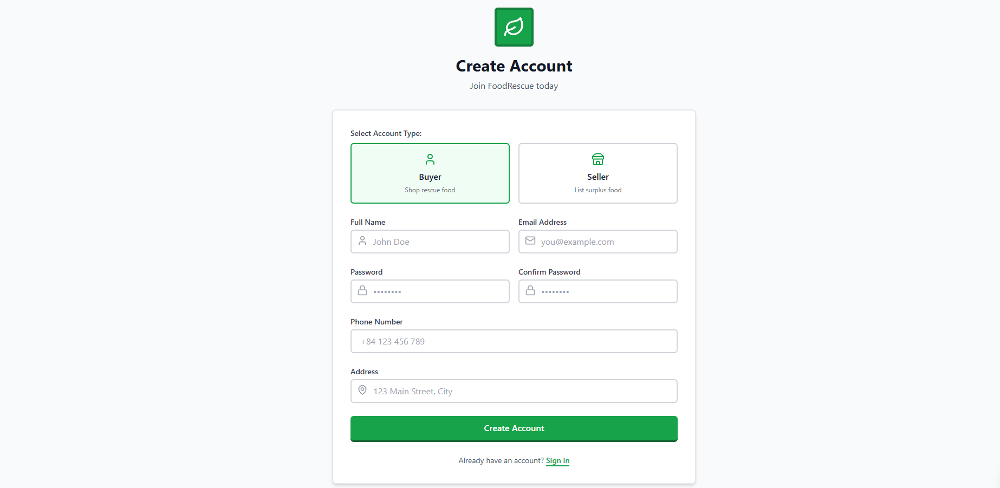 Create Account
Join FoodRescue today
Select Account Type:
Buyer
Shop rescue food
Seller
List surplus food
Full Name
Email Address
John Doe
you@example.com
Password
Confirm Password
••••••••
••••••••
Phone Number
+84 123 456 789
Address
123 Main Street, City
Create Account
Already have an account? Sign in